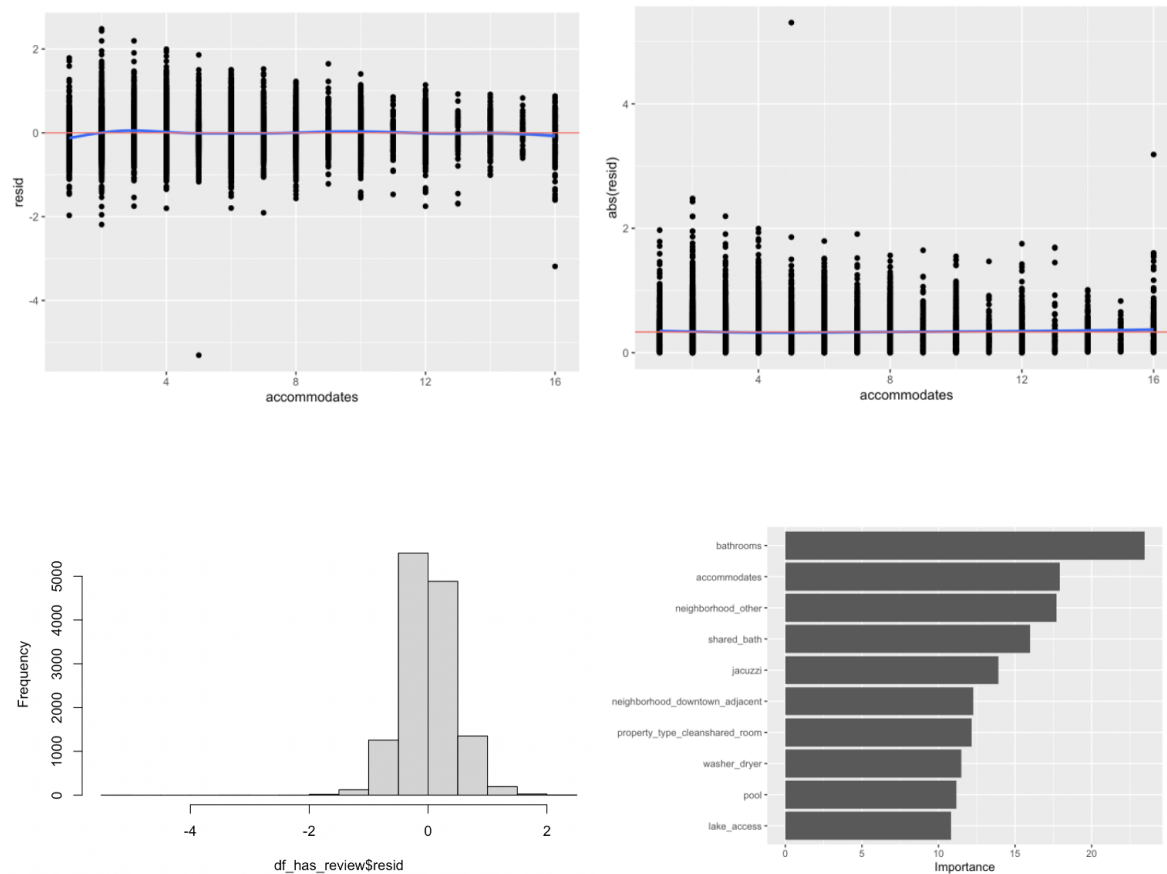 2
0
-2
-4
resid
4
8
12
16
accommodates
4
2
0
abs(resid)
4
8
12
16
accommodates
5000
4000
3000
2000
1000
0
Frequency
-4
-2
0
2
df_has_review$resid
bathrooms
accommodates
neighborhood_other
shared_bath
jacuzzi
neighborhood_downtown_adjacent
property_type_cleanshared_room
washer_dryer
pool
lake_access
0
5
10
15
20
Importance